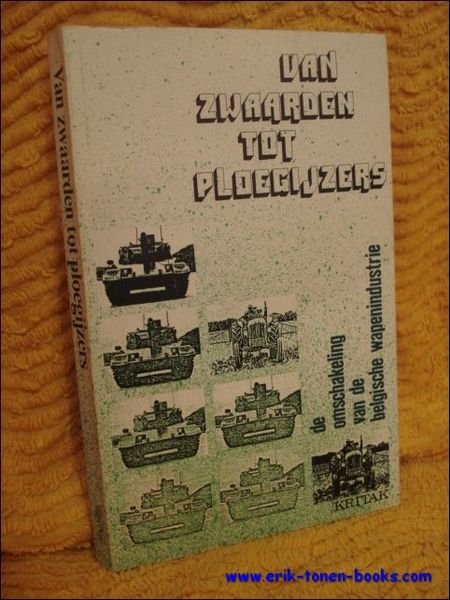 VAN
ZWAARDEN
TOT
PLOEGIJZERS
Van zwaarden tot ploegijzers
de
omschakeling
van de
belgische wapenindustrie
KRITAK
www.erik-tonen-books.com